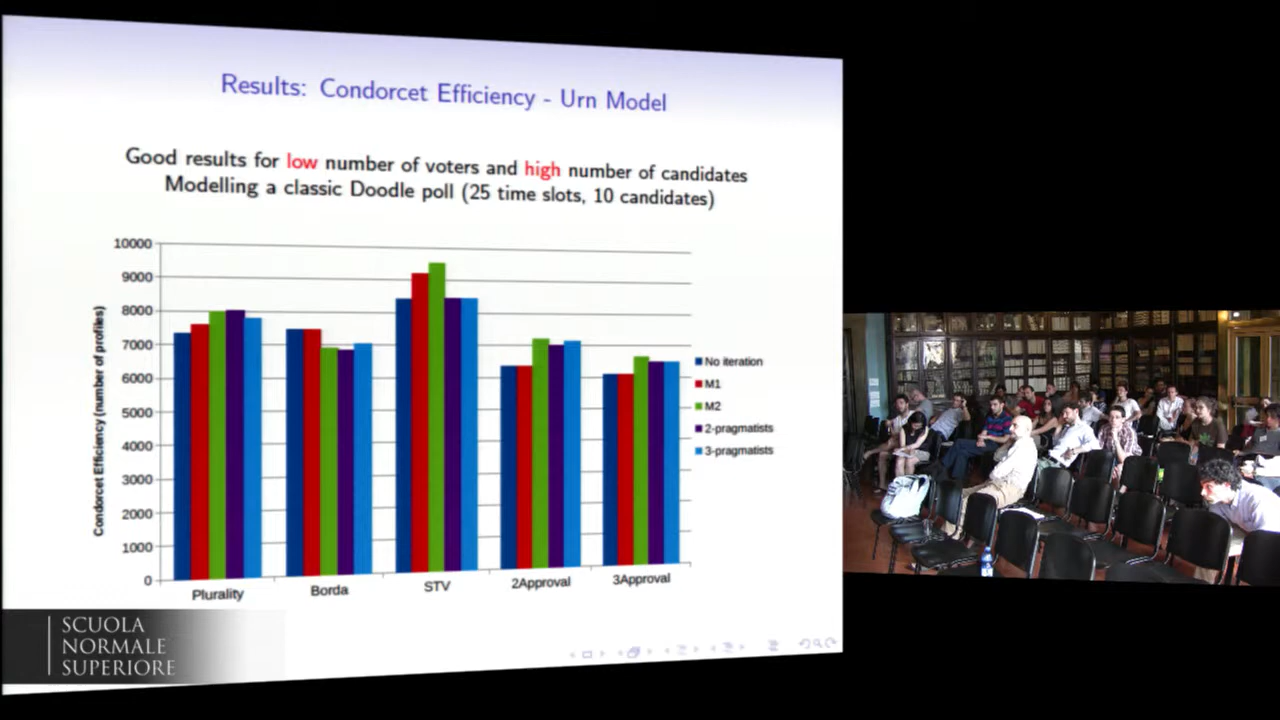 Results: Condorcet Efficiency - Urn Model
Good results for low number of voters and high number of candidates
Modelling a classic Doodle poll (25 time slots, 10 candidates)
Condorcet Efficiency (number of profiles)
10000
9000
8000
7000
6000
5000
4000
3000
2000
1000
0
Plurality
Borda
STV
2Approval
3Approval
No iteration
M1
M2
2-pragmatists
3-pragmatists
SCUOLA
NORMALE
SUPERIORE